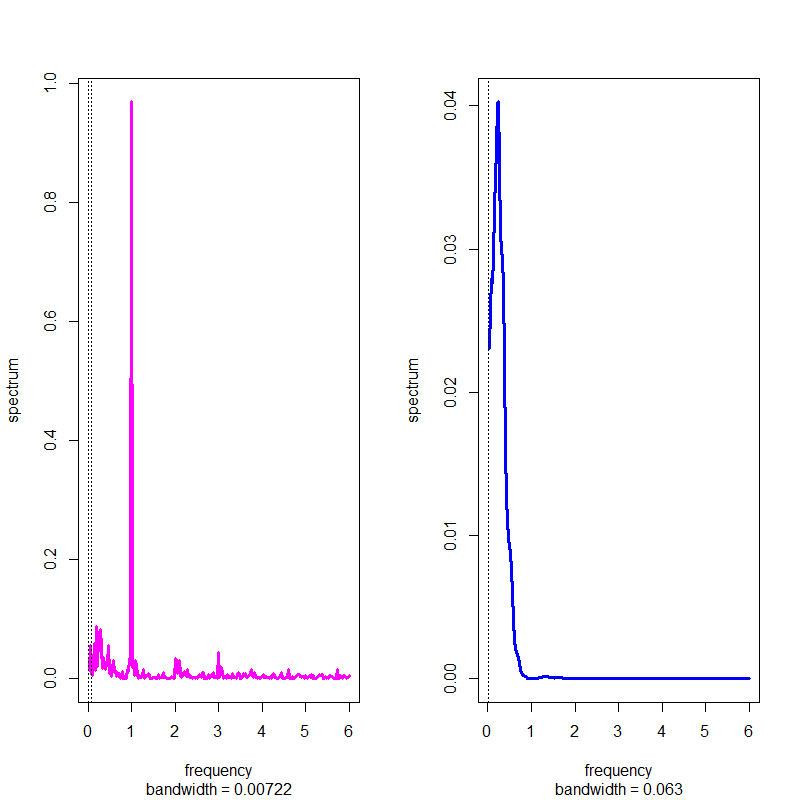 spectrum
1.0
0.8
0.6
0.4
0.2
0.0
0 1 2 3 4 5 6
frequency
bandwidth = 0.00722
spectrum
0.04
0.03
0.02
0.01
0.00
0 1 2 3 4 5 6
frequency
bandwidth = 0.063